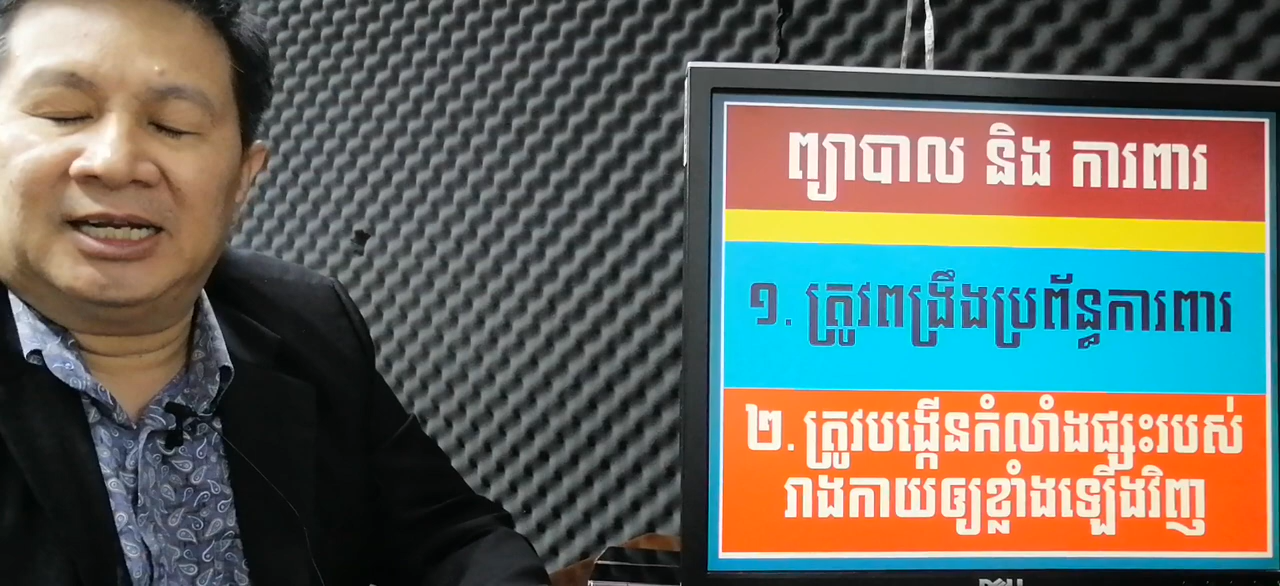 ព្យាបាល និង ការពារ
១. ត្រូវពង្រឹងប្រព័ន្ធការពារ
២. ត្រូវបង្កើនកំលាំងផ្សះរបស់
រាងកាយឲ្យខ្លាំងឡើងវិញ